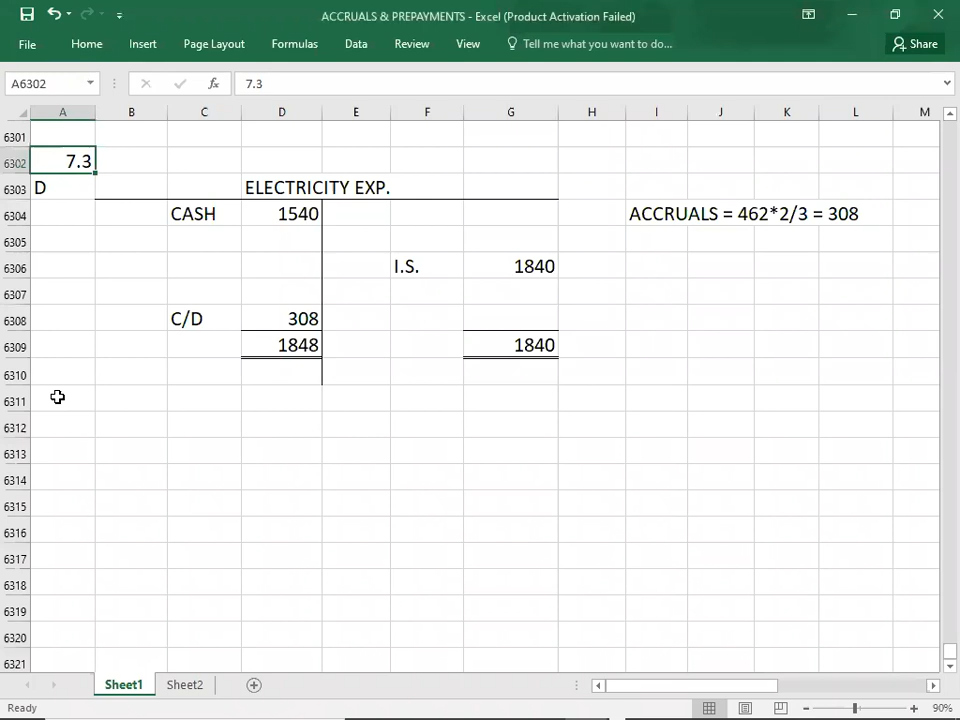 ACCRUALS & PREPAYMENTS - Excel (Product Activation Failed)
File Home Insert Page Layout Formulas Data Review View Tell me what you want to do... Share
A6302 fx 7.3
A B C D E F G H I J K L M
6301
6302 7.3
6303 D ELECTRICITY EXP.
6304 CASH 1540 ACCRUALS = 462*2/3 = 308
6305
6306 I.S. 1840
6307
6308 C/D 308
6309 1848 1840
6310
6311
6312
6313
6314
6315
6316
6317
6318
6319
6320
6321
Sheet1 Sheet2
Ready 90%